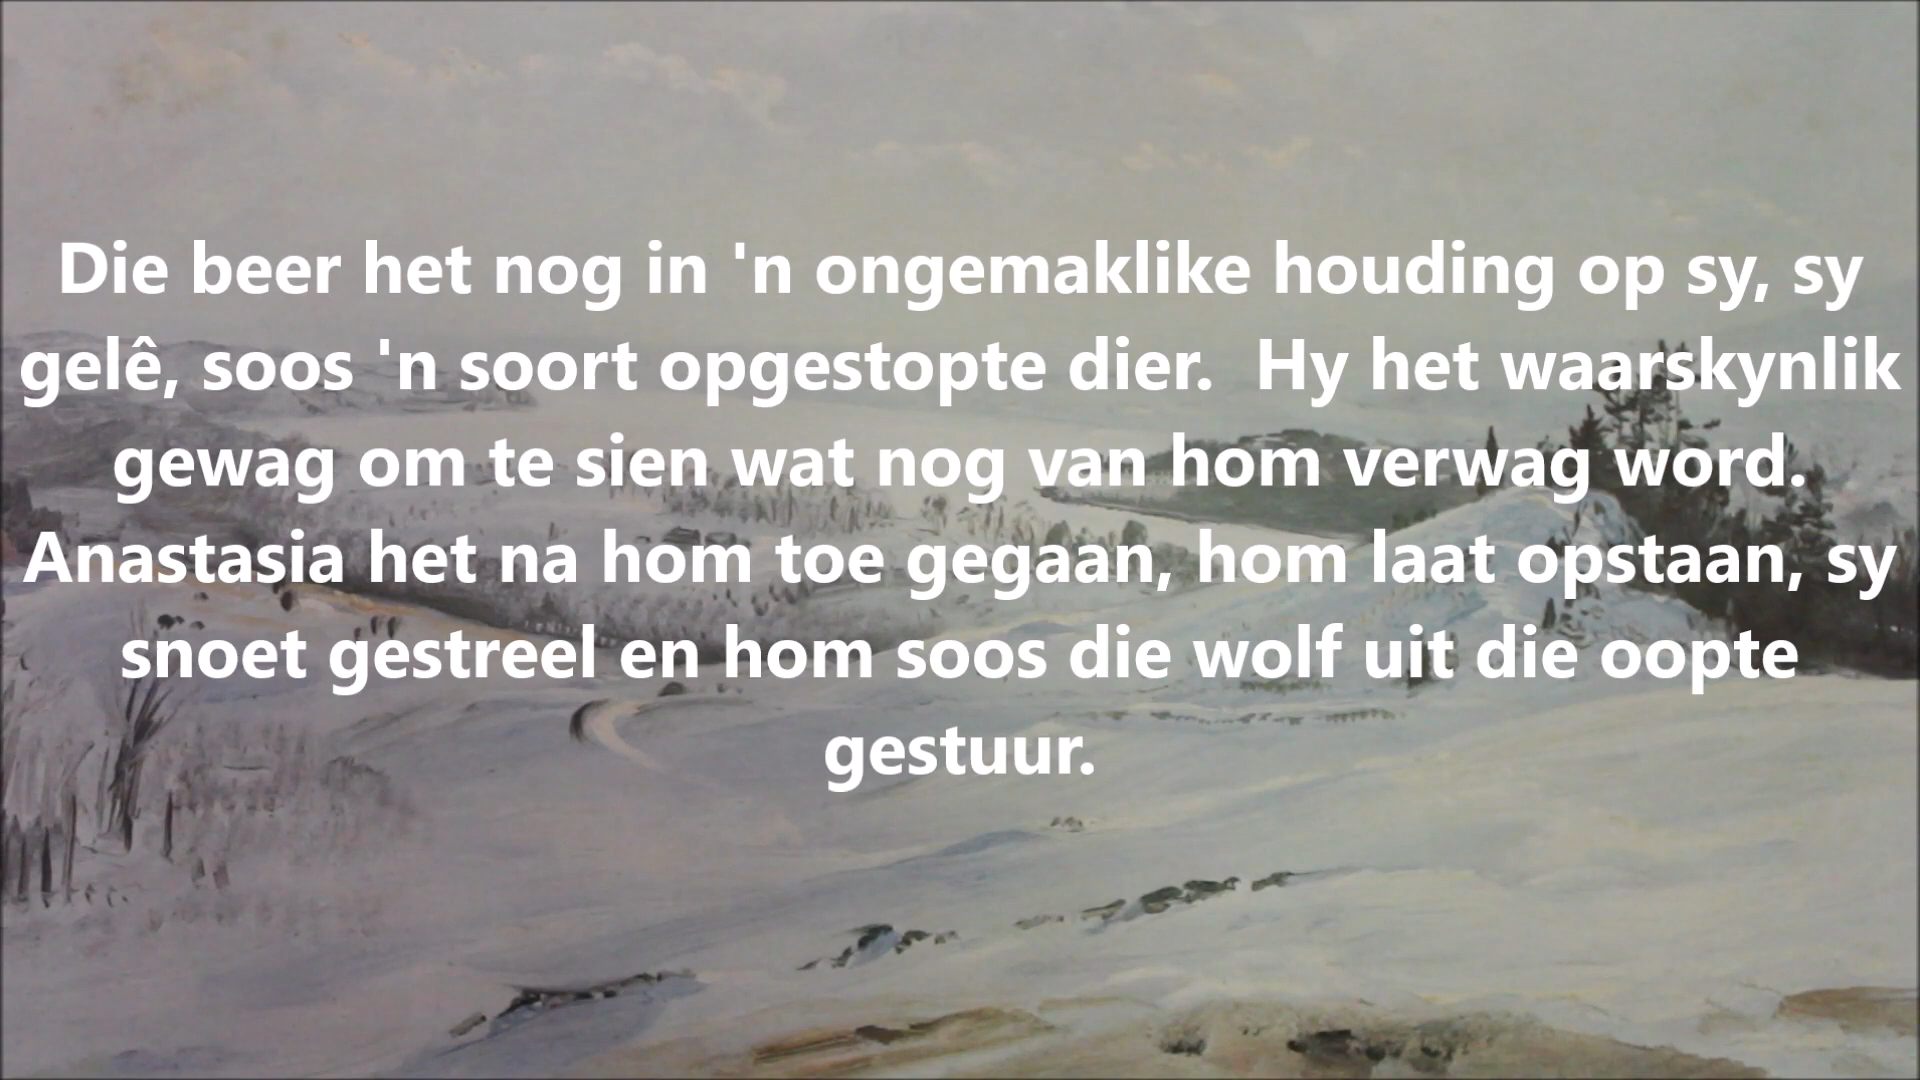 Die beer het nog in 'n ongemaklike houding op sy, sy
gelê, soos 'n soort opgestopte dier.  Hy het waarskynlik
gewag om te sien wat nog van hom verwag word.
Anastasia het na hom toe gegaan, hom laat opstaan, sy
snoet gestreel en hom soos die wolf uit die oopte
gestuur.